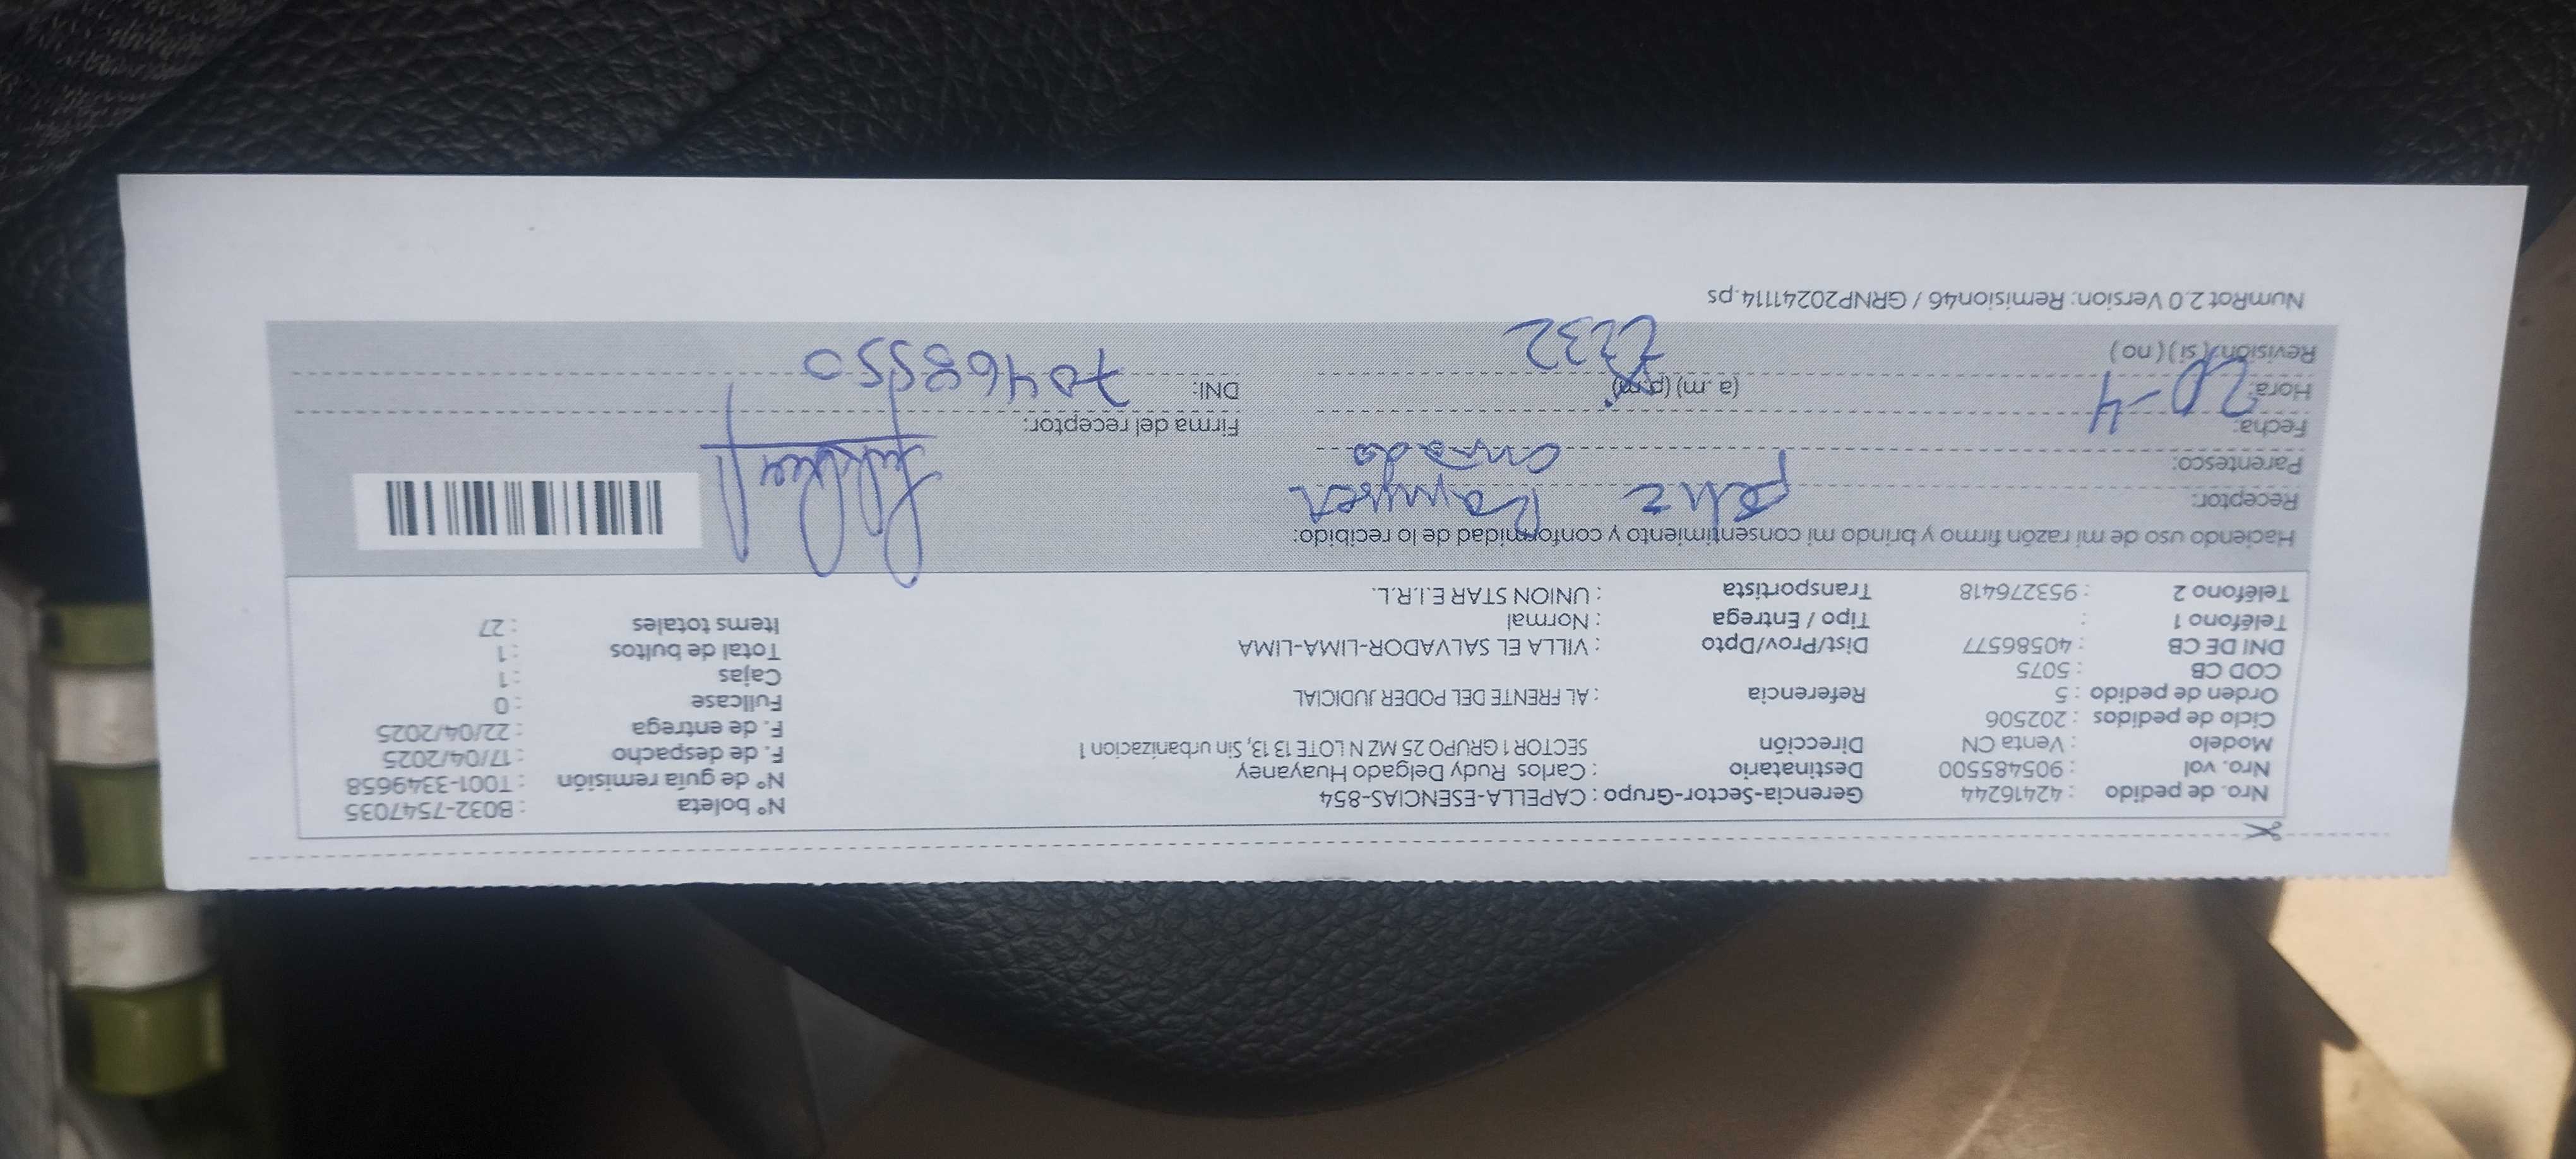 Nro. de pedido : 42416244 Gerencia-Sector-Grupo : CAPELLA-ESENCIAS-854 N° boleta : B032-7547035
Nro. vol : 905485500 Destinatario : Carlos Rudy Delgado Huayaney N° de guía remisión : T001-3349658
Modelo : Venta CN Dirección SECTOR 1 GRUPO 25 MZ N LOTE 13 13, Sin urbanizacion 1 F. de despacho : 17/04/2025
Ciclo de pedidos : 202506 F. de entrega : 22/04/2025
Orden de pedido : 5 Referencia : AL FRENTE DEL PODER JUDICIAL Fullcase : 0
COD CB : 5075 Cajas : 1
DNI DE CB : 40586577 Dist/Prov/Dpto : VILLA EL SALVADOR-LIMA-LIMA Total de bultos : 1
Teléfono 1 : Tipo / Entrega : Normal Items totales : 27
Teléfono 2 : 953276418 Transportista : UNION STAR E.I.R.L.
Haciendo uso de mi razón firmo y brindo mi consentimiento y conformidad de lo recibido:
Receptor:
Parentesco:
Fecha: 20-4 Firma del receptor:
Hora: (a. m) (p.m) DNI: 70468550
Revisión (si) (no)
NumRot 2.0 Version: Remision46 / GRNP20241114.ps